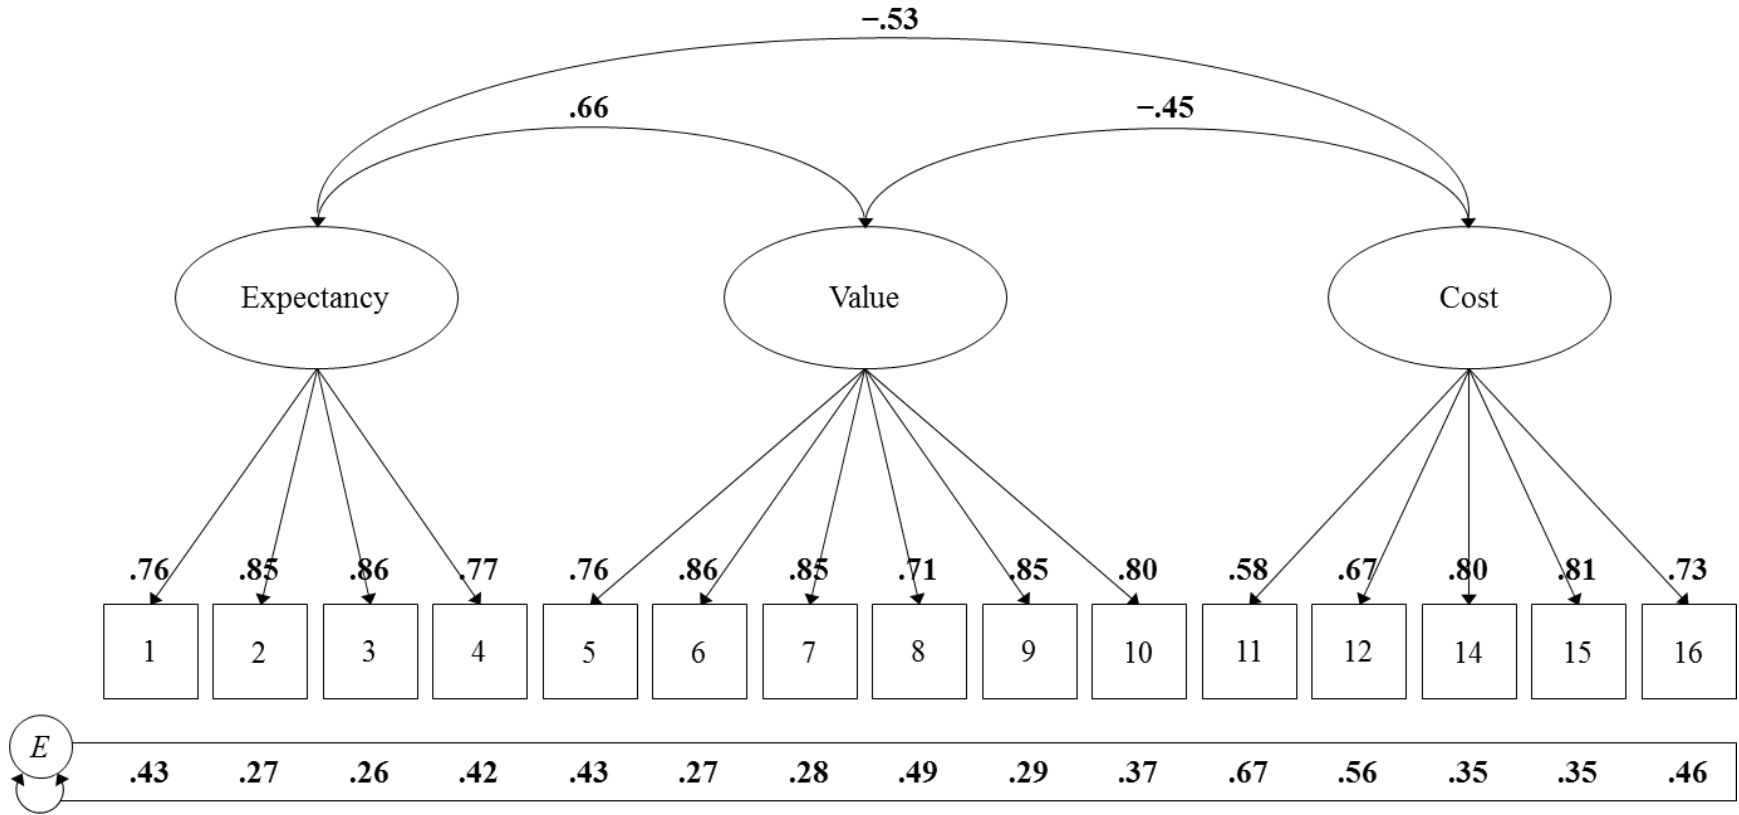 −.53
.66 −.45
Expectancy Value Cost
.76 .85 .86 .77 .76 .86 .85 .71 .85 .80 .58 .67 .80 .81 .73
1 2 3 4 5 6 7 8 9 10 11 12 14 15 16
E
.43 .27 .26 .42 .43 .27 .28 .49 .29 .37 .67 .56 .35 .35 .46